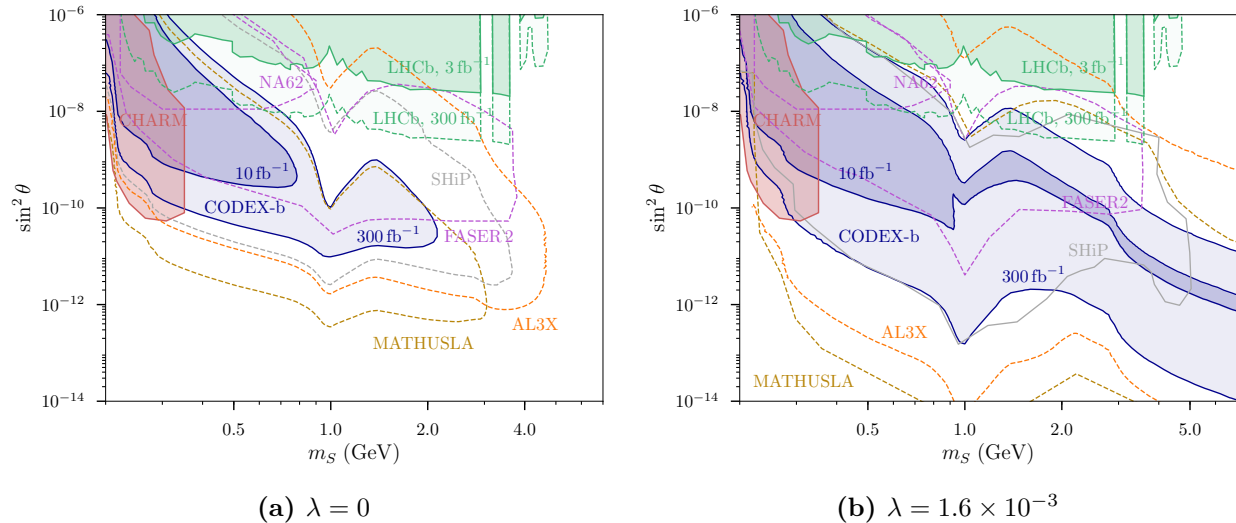 10⁻⁶
10⁻⁸
10⁻¹⁰
10⁻¹²
10⁻¹⁴
sin² θ
LHCb, 3 fb⁻¹
NA62
LHCb, 300 fb⁻¹
CHARM
10 fb⁻¹
SHiP
CODEX-b
300 fb⁻¹
FASER 2
AL3X
MATHUSLA
0.5
1.0
2.0
4.0
m_S (GeV)
(a) λ = 0
10⁻⁶
10⁻⁸
10⁻¹⁰
10⁻¹²
10⁻¹⁴
sin² θ
LHCb, 3 fb⁻¹
NA62
LHCb, 300 fb⁻¹
CHARM
10 fb⁻¹
FASER2
CODEX-b
SHiP
300 fb⁻¹
AL3X
MATHUSLA
0.5
1.0
2.0
5.0
m_S (GeV)
(b) λ = 1.6 × 10⁻³